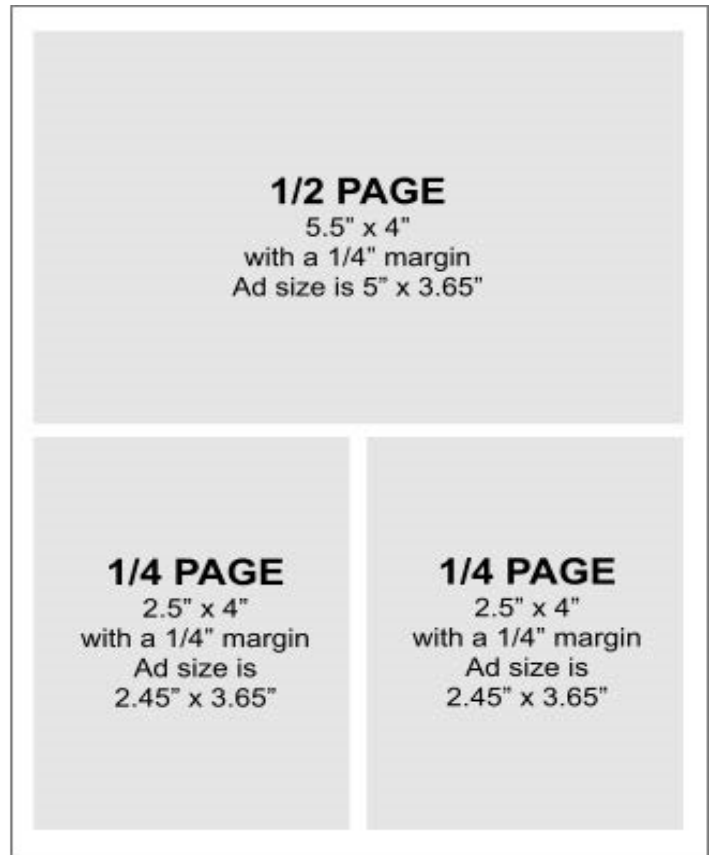 1/2 PAGE
5.5” x 4”
with a 1/4” margin
Ad size is 5” x 3.65”
1/4 PAGE
2.5” x 4”
with a 1/4” margin
Ad size is
2.45” x 3.65”
1/4 PAGE
2.5” x 4”
with a 1/4” margin
Ad size is
2.45” x 3.65”